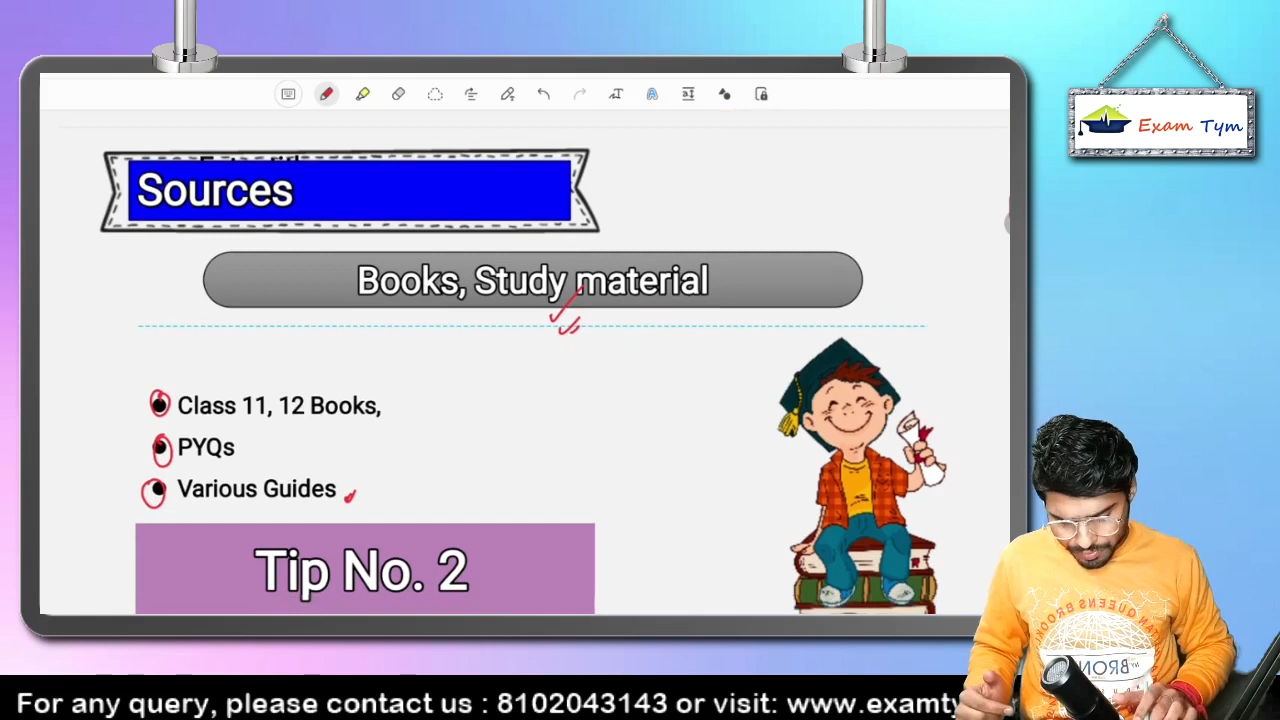 Exam Tym
Sources
Books, Study material
Class 11, 12 Books,
PYQs
Various Guides
Tip No. 2
For any query, please contact us : 8102043143 or visit: www.examty